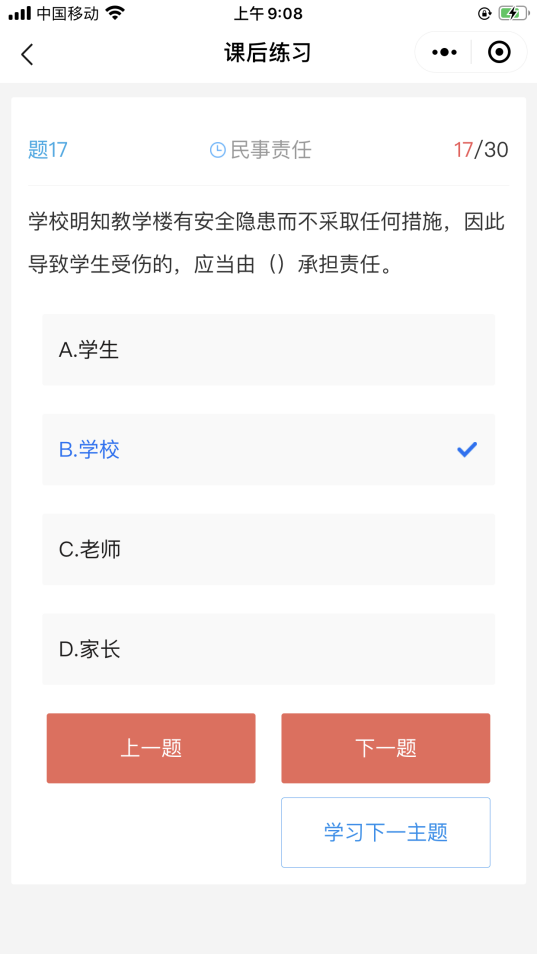 中国移动
上午9:08
课后练习
题17
民事责任
17/30
学校明知教学楼有安全隐患而不采取任何措施，因此
导致学生受伤的，应当由（）承担责任。
A.学生
B.学校
C.老师
D.家长
上一题
下一题
学习下一主题